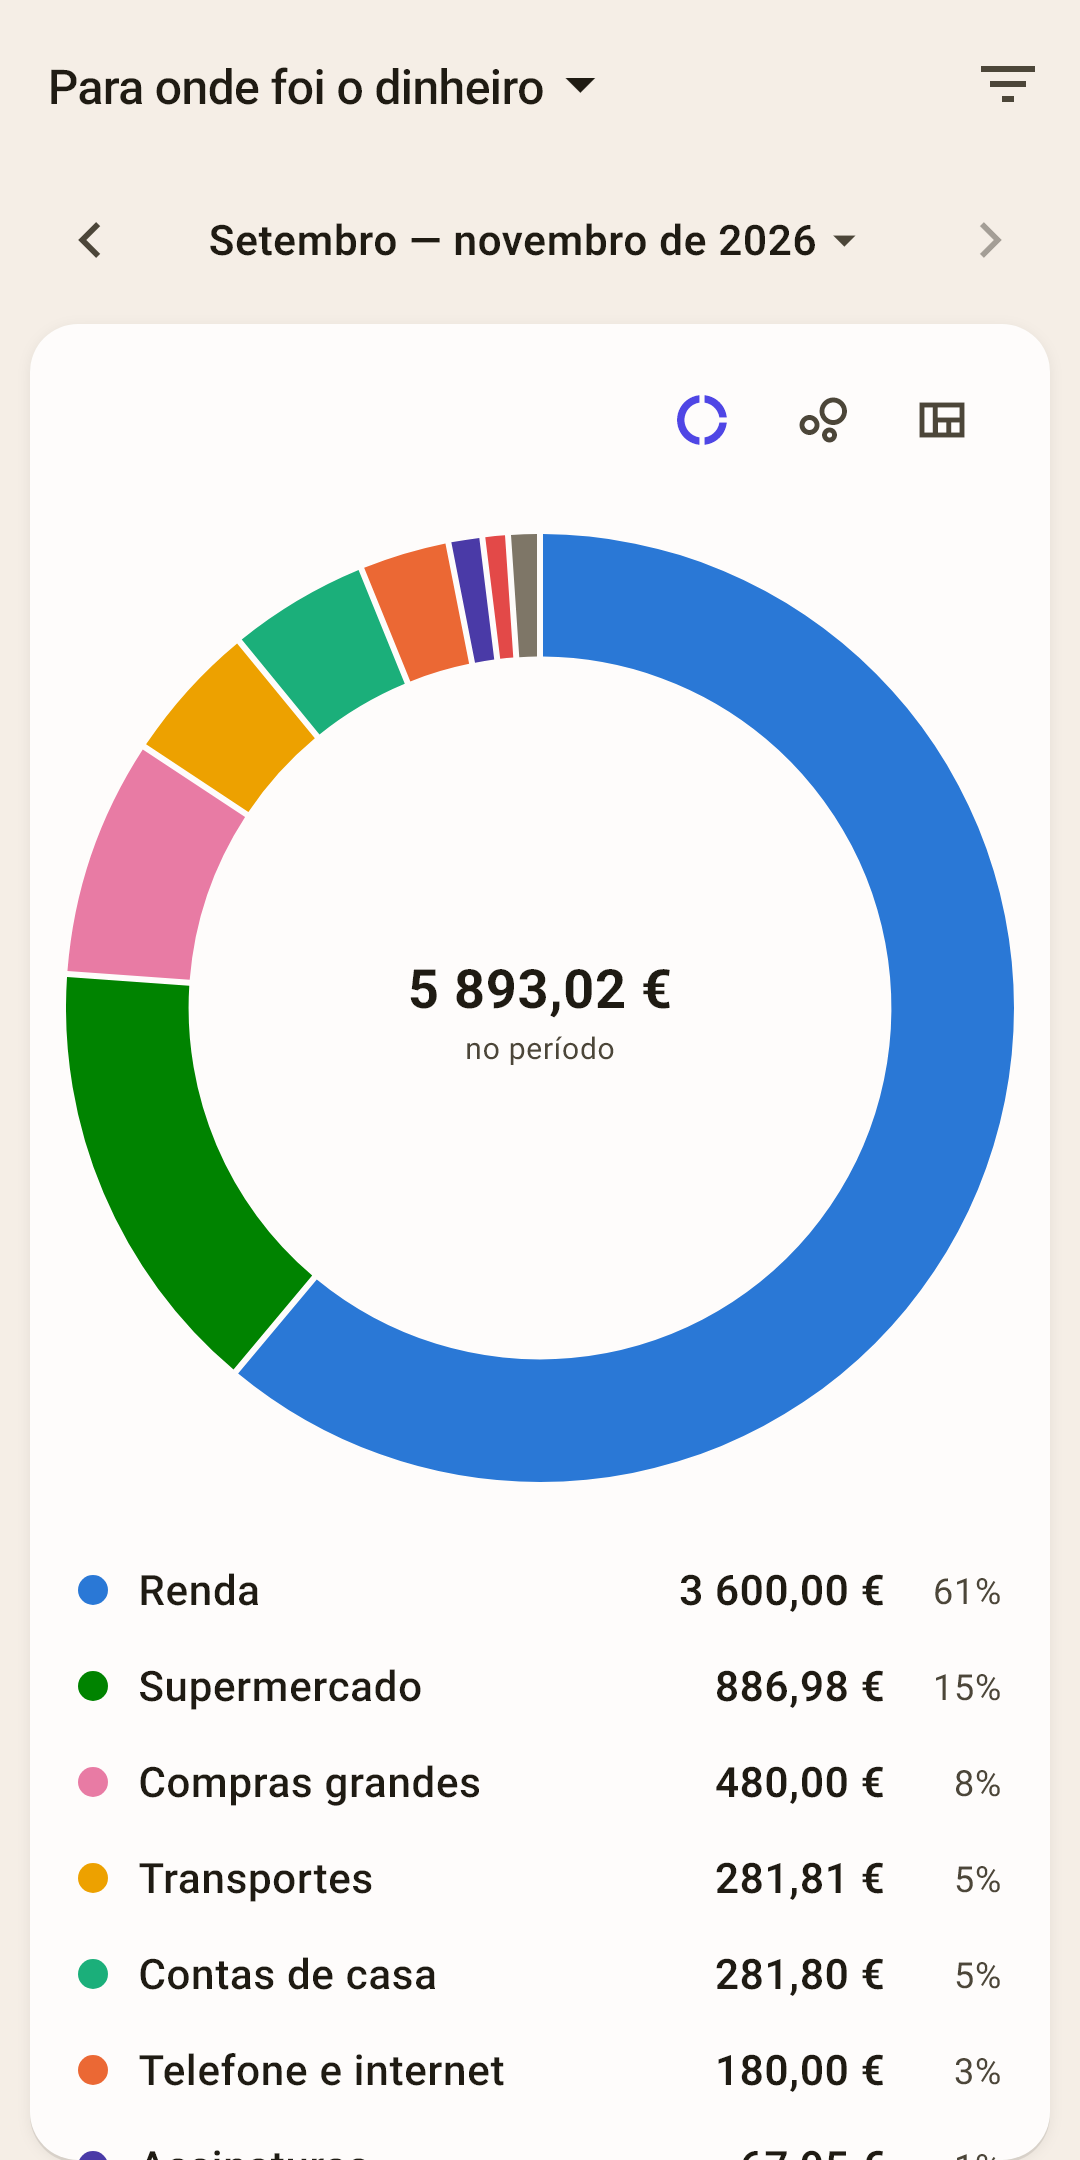 Para onde foi o dinheiro
Setembro — novembro de 2026
5 893,02 €
no período
Renda 3 600,00 € 61%
Supermercado 886,98 € 15%
Compras grandes 480,00 € 8%
Transportes 281,81 € 5%
Contas de casa 281,80 € 5%
Telefone e internet 180,00 € 3%